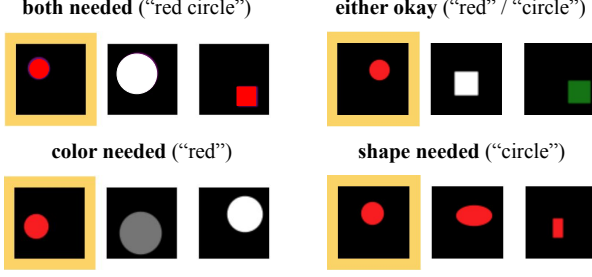 both needed (“red circle”)
either okay (“red” / “circle”)
color needed (“red”)
shape needed (“circle”)